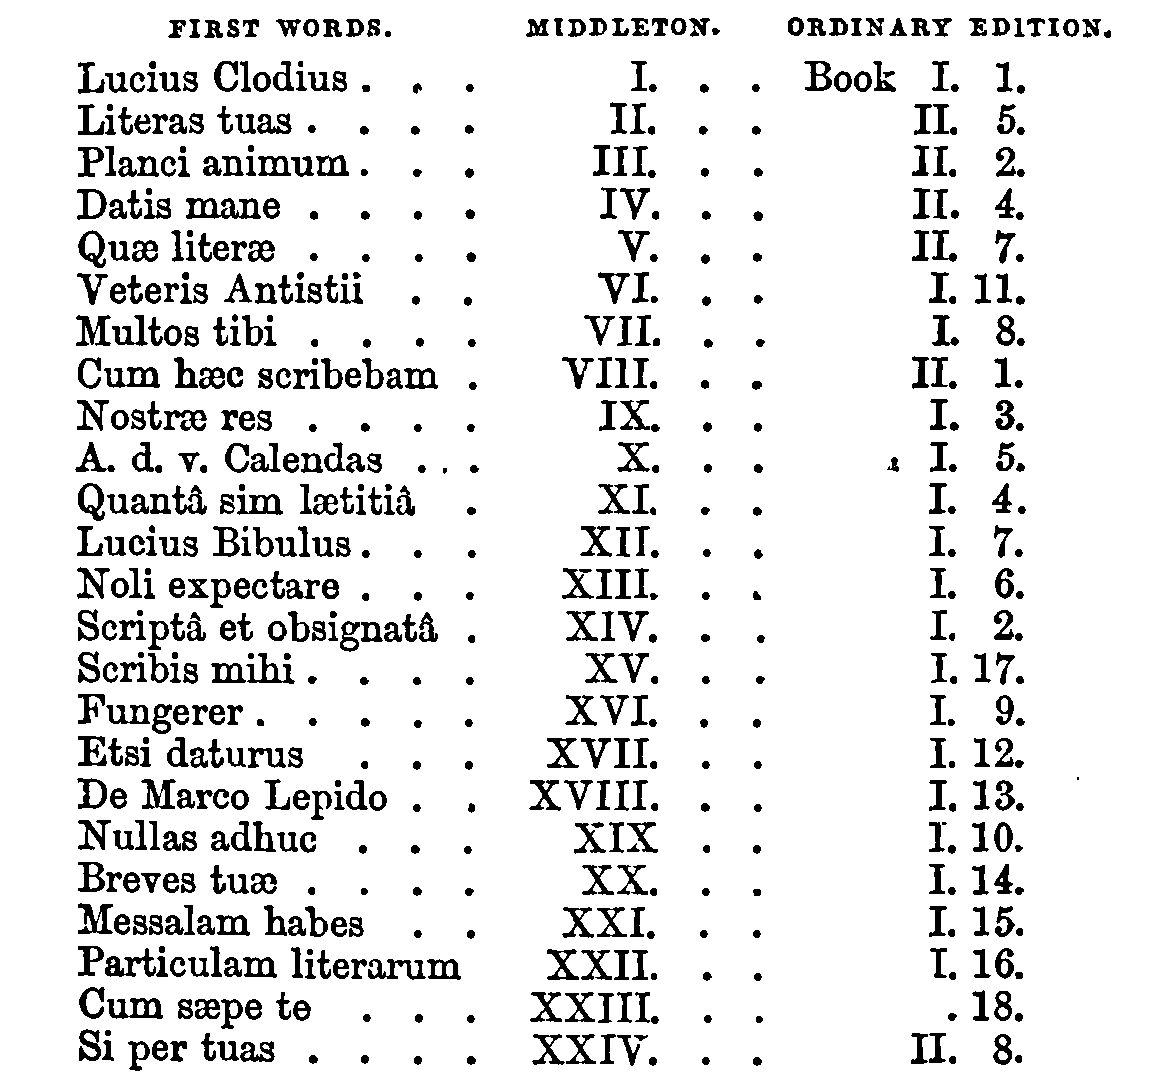 FIRST WORDS. MIDDLETON. ORDINARY EDITION.
Lucius Clodius . . . I. . . Book I. 1.
Literas tuas . . . . II. . . II. 5.
Planci animum . . . III. . . II. 2.
Datis mane . . . . IV. . . II. 4.
Quæ literæ . . . . V. . . II. 7.
Veteris Antistii . . VI. . . I. 11.
Multos tibi . . . . VII. . . I. 8.
Cum hæc scribebam . VIII. . . II. 1.
Nostræ res . . . . IX. . . I. 3.
A. d. v. Calendas . . . X. . . I. 5.
Quantâ sim lætitiâ . XI. . . I. 4.
Lucius Bibulus . . . XII. . . I. 7.
Noli expectare . . . XIII. . . I. 6.
Scriptâ et obsignatâ . XIV. . . I. 2.
Scribis mihi . . . . XV. . . I. 17.
Fungerer . . . . . XVI. . . I. 9.
Etsi daturus . . . XVII. . . I. 12.
De Marco Lepido . . XVIII. . . I. 13.
Nullas adhuc . . . XIX . . I. 10.
Breves tuæ . . . . XX. . . I. 14.
Messalam habes . . XXI. . . I. 15.
Particulam literarum XXII. . . I. 16.
Cum sæpe te . . . XXIII. . . . 18.
Si per tuas . . . . XXIV. . . II. 8.